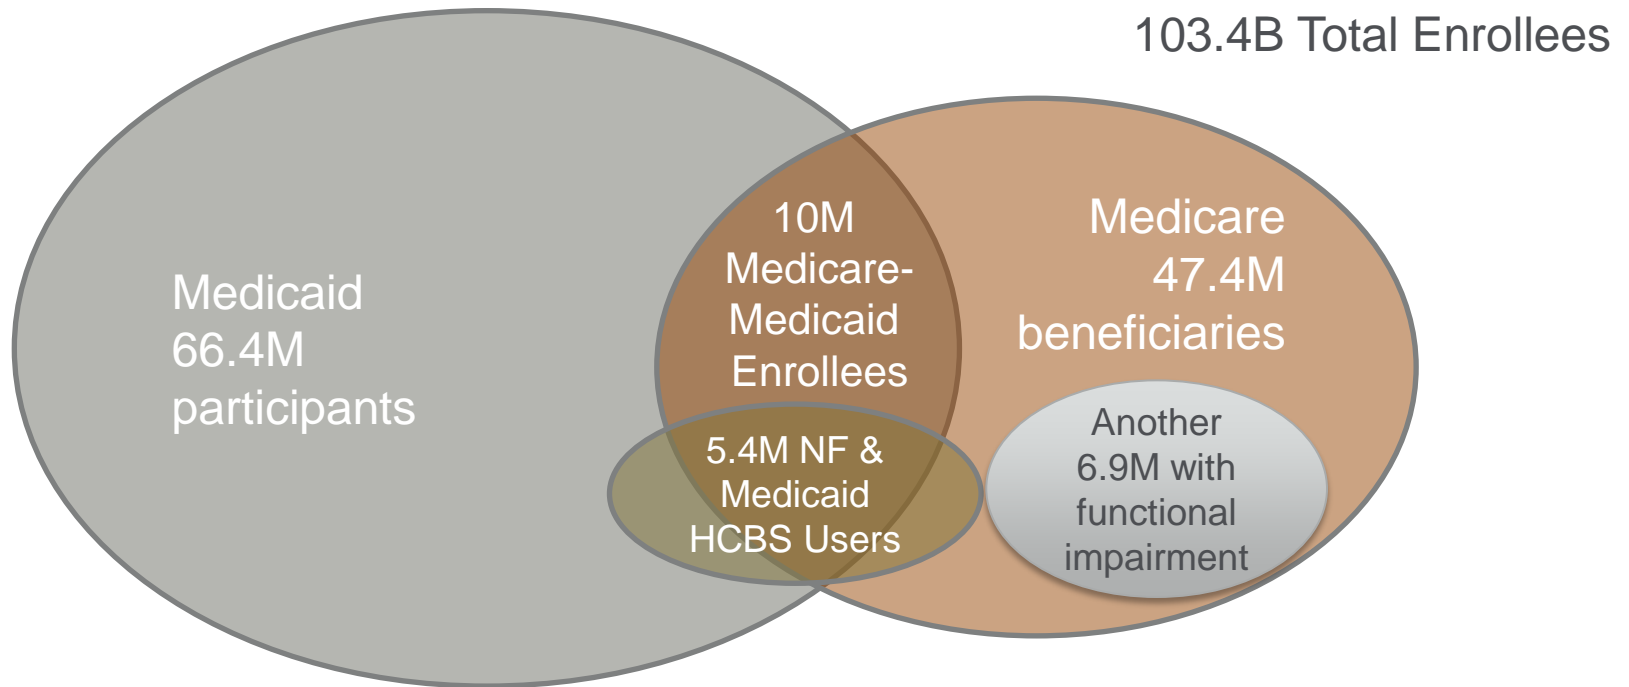 103.4B Total Enrollees
Medicaid
66.4M
participants
10M
Medicare-
Medicaid
Enrollees
Medicare
47.4M
beneficiaries
5.4M NF &
Medicaid
HCBS Users
Another
6.9M with
functional
impairment